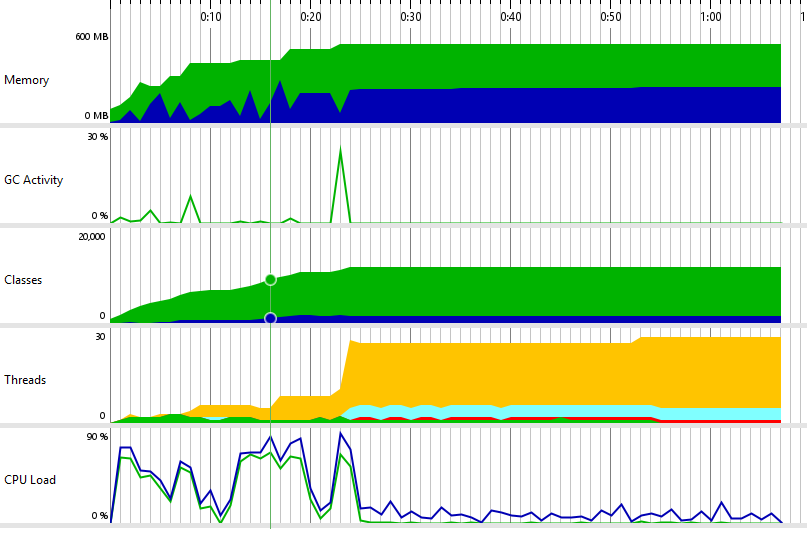 0:10 0:20 0:30 0:40 0:50 1:00 1
600 MB
Memory
0 MB
30 %
GC Activity
0 %
20,000
Classes
0
30
Threads
0
90 %
CPU Load
0 %